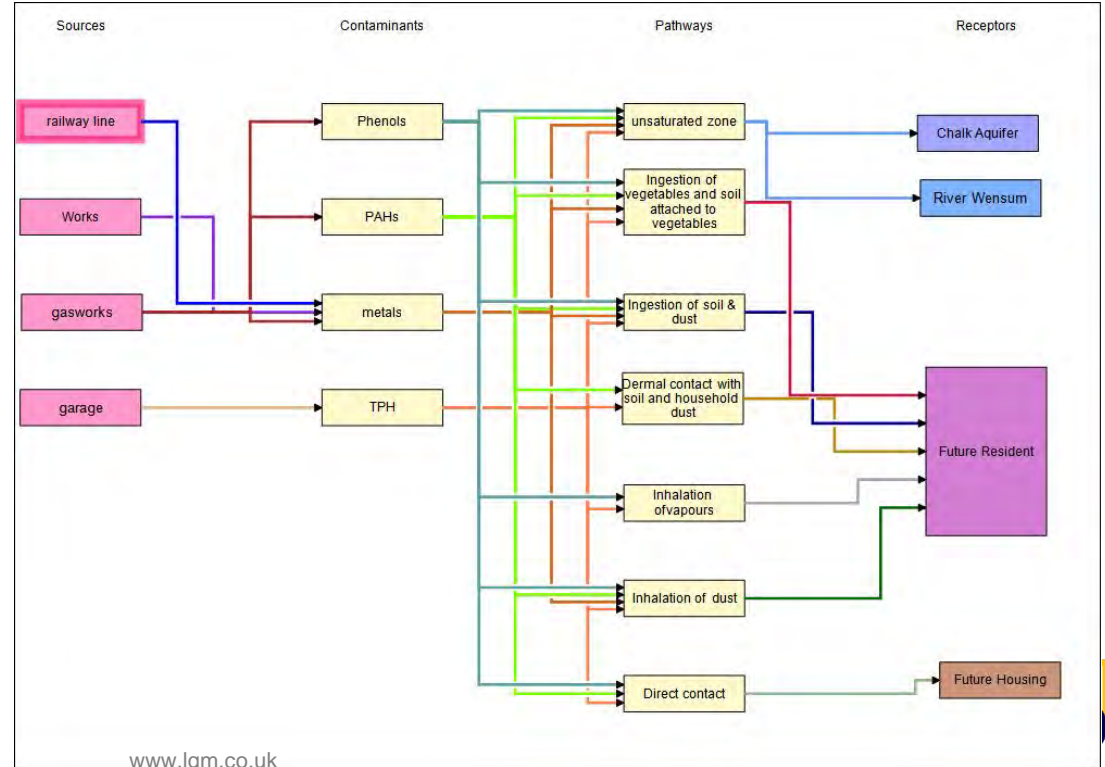 Sources
Contaminants
Pathways
Receptors
railway line
Works
gasworks
garage
Phenols
PAHs
metals
TPH
unsaturated zone
Ingestion of
vegetables and soil
attached to
vegetables
Ingestion of soil &
dust
Dermal contact with
soil and household
dust
Inhalation
ofvapours
Inhalation of dust
Direct contact
Chalk Aquifer
River Wensum
Future Resident
Future Housing
www.lqm.co.uk